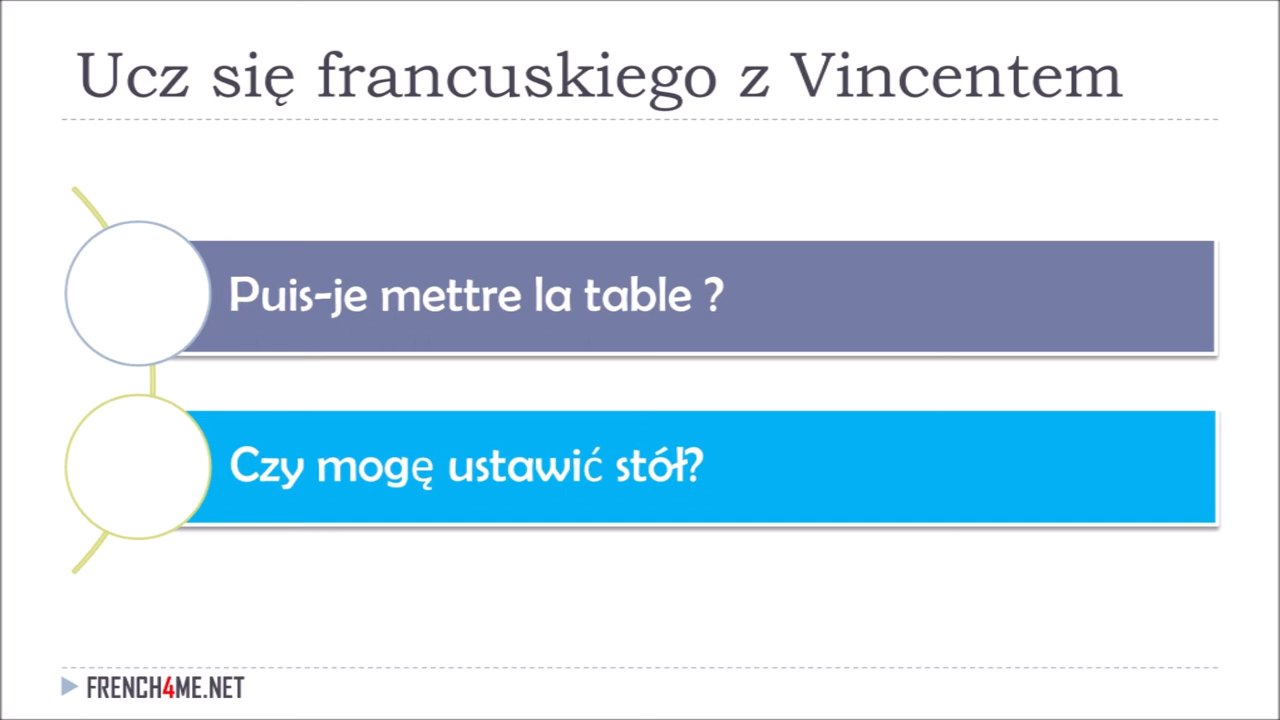 Ucz się francuskiego z Vincentem
Puis-je mettre la table ?
Czy mogę ustawić stół?
FRENCH4ME.NET